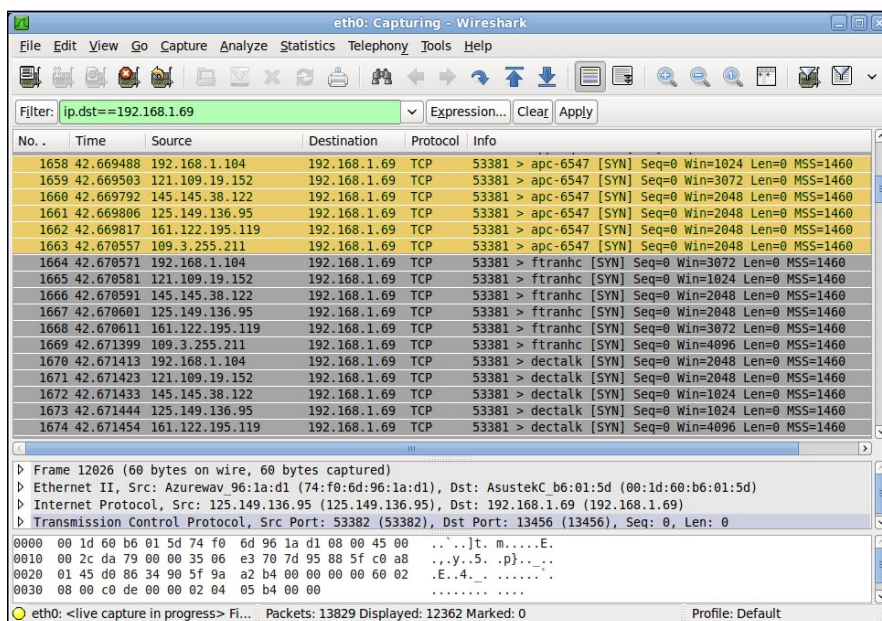 eth0: Capturing - Wireshark
File Edit View Go Capture Analyze Statistics Telephony Tools Help
Filter: ip.dst==192.168.1.69 Expression... Clear Apply
No. . Time Source Destination Protocol Info
1658 42.669488 192.168.1.104 192.168.1.69 TCP 53381 > apc-6547 [SYN] Seq=0 Win=1024 Len=0 MSS=1460
1659 42.669503 121.109.19.152 192.168.1.69 TCP 53381 > apc-6547 [SYN] Seq=0 Win=3072 Len=0 MSS=1460
1660 42.669792 145.145.38.122 192.168.1.69 TCP 53381 > apc-6547 [SYN] Seq=0 Win=2048 Len=0 MSS=1460
1661 42.669806 125.149.136.95 192.168.1.69 TCP 53381 > apc-6547 [SYN] Seq=0 Win=2048 Len=0 MSS=1460
1662 42.669817 161.122.195.119 192.168.1.69 TCP 53381 > apc-6547 [SYN] Seq=0 Win=2048 Len=0 MSS=1460
1663 42.670557 109.3.255.211 192.168.1.69 TCP 53381 > apc-6547 [SYN] Seq=0 Win=2048 Len=0 MSS=1460
1664 42.670571 192.168.1.104 192.168.1.69 TCP 53381 > ftranhc [SYN] Seq=0 Win=3072 Len=0 MSS=1460
1665 42.670581 121.109.19.152 192.168.1.69 TCP 53381 > ftranhc [SYN] Seq=0 Win=1024 Len=0 MSS=1460
1666 42.670591 145.145.38.122 192.168.1.69 TCP 53381 > ftranhc [SYN] Seq=0 Win=2048 Len=0 MSS=1460
1667 42.670601 125.149.136.95 192.168.1.69 TCP 53381 > ftranhc [SYN] Seq=0 Win=2048 Len=0 MSS=1460
1668 42.670611 161.122.195.119 192.168.1.69 TCP 53381 > ftranhc [SYN] Seq=0 Win=3072 Len=0 MSS=1460
1669 42.671399 109.3.255.211 192.168.1.69 TCP 53381 > ftranhc [SYN] Seq=0 Win=4096 Len=0 MSS=1460
1670 42.671413 192.168.1.104 192.168.1.69 TCP 53381 > dectalk [SYN] Seq=0 Win=2048 Len=0 MSS=1460
1671 42.671423 121.109.19.152 192.168.1.69 TCP 53381 > dectalk [SYN] Seq=0 Win=2048 Len=0 MSS=1460
1672 42.671433 145.145.38.122 192.168.1.69 TCP 53381 > dectalk [SYN] Seq=0 Win=1024 Len=0 MSS=1460
1673 42.671444 125.149.136.95 192.168.1.69 TCP 53381 > dectalk [SYN] Seq=0 Win=1024 Len=0 MSS=1460
1674 42.671454 161.122.195.119 192.168.1.69 TCP 53381 > dectalk [SYN] Seq=0 Win=4096 Len=0 MSS=1460
Frame 12026 (60 bytes on wire, 60 bytes captured)
Ethernet II, Src: Azurewav_96:1a:d1 (74:f0:6d:96:1a:d1), Dst: AsustekC_b6:01:5d (00:1d:60:b6:01:5d)
Internet Protocol, Src: 125.149.136.95 (125.149.136.95), Dst: 192.168.1.69 (192.168.1.69)
Transmission Control Protocol, Src Port: 53382 (53382), Dst Port: 13456 (13456), Seq: 0, Len: 0
0000 00 1d 60 b6 01 5d 74 f0 6d 96 1a d1 08 00 45 00 ..`..]t. m.....E.
0010 00 2c da 79 00 00 35 06 e3 70 7d 95 88 5f c0 a8 .,.y..5. .p}.._..
0020 01 45 d0 86 34 90 5f 9a a2 b4 00 00 00 00 60 02 .E..4._. ......`.
0030 08 00 c0 de 00 00 02 04 05 b4 00 00 ........ ....
eth0: <live capture in progress> Fi... Packets: 13829 Displayed: 12362 Marked: 0 Profile: Default